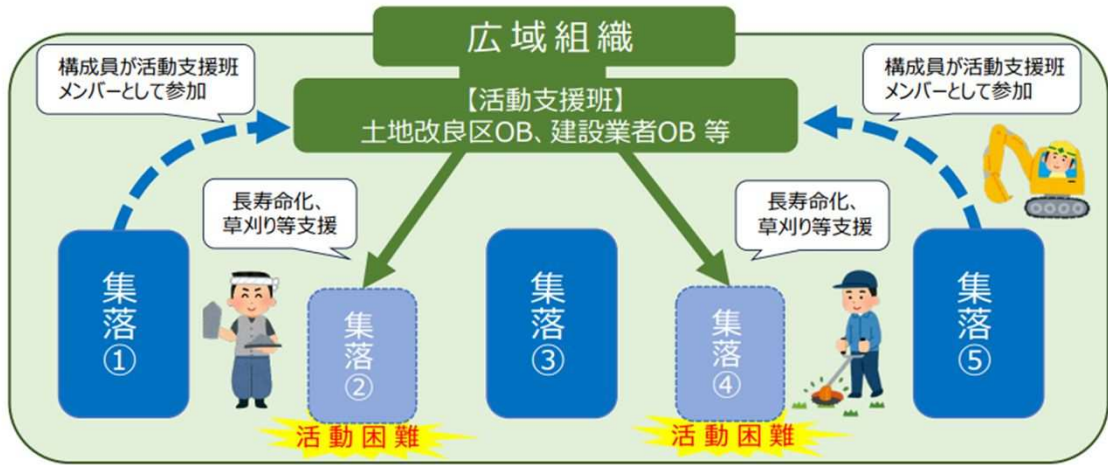 広域組織
構成員が活動支援班
メンバーとして参加
【活動支援班】
土地改良区OB、建設業者OB 等
構成員が活動支援班
メンバーとして参加
長寿命化、
草刈り等支援
長寿命化、
草刈り等支援
集落①
集落②
集落③
集落④
集落⑤
活動困難
活動困難